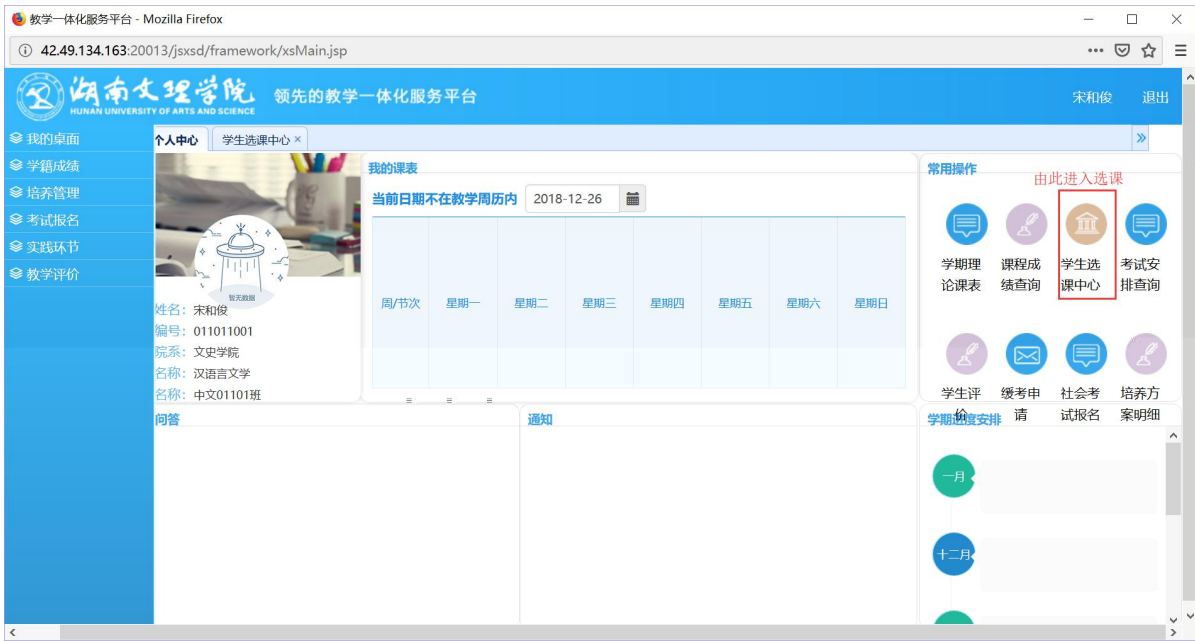 教学一体化服务平台 - Mozilla Firefox
42.49.134.163:20013/jsxsd/framework/xsMain.jsp
湖南文理学院
HUNAN UNIVERSITY OF ARTS AND SCIENCE
领先的教学一体化服务平台
宋和俊 退出
我的桌面
学籍成绩
培养管理
考试报名
实践环节
教学评价
个人中心 学生选课中心 ×
暂无数据
姓名：宋和俊
编号：011011001
院系：文史学院
名称：汉语言文学
名称：中文01101班
我的课表
当前日期不在教学周历内 2018-12-26
周/节次 星期一 星期二 星期三 星期四 星期五 星期六 星期日
常用操作
由此进入选课
学期理论课表
课程成绩查询
学生选课中心
考试安排查询
学生评价
缓考申请
社会考试报名
培养方案明细
问答
通知
学期进度安排
一月
十二月